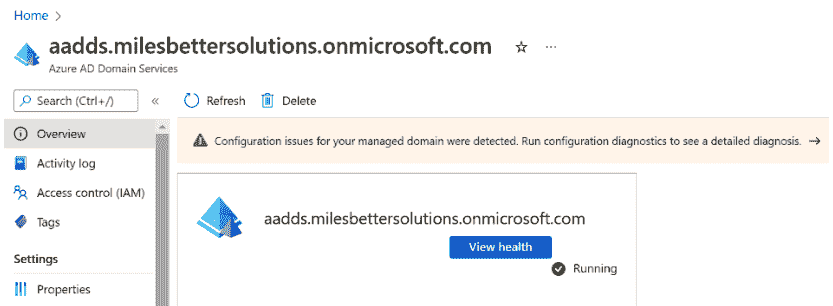 Home >
aadds.milesbettersolutions.onmicrosoft.com
Azure AD Domain Services
Search (Ctrl+/) «
Refresh Delete
Overview
Configuration issues for your managed domain were detected. Run configuration diagnostics to see a detailed diagnosis. →
Activity log
Access control (IAM)
Tags
aadds.milesbettersolutions.onmicrosoft.com
View health
Settings
Running
Properties